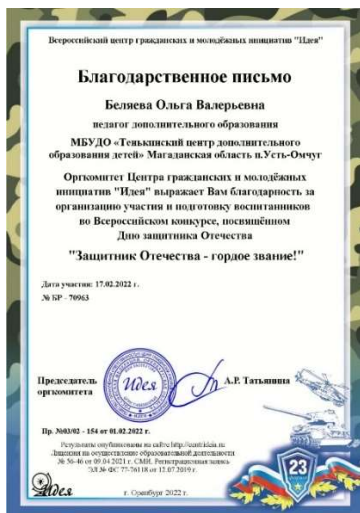 Всероссийский центр гражданских и молодёжных инициатив "Идея"
Благодарственное письмо
Беляева Ольга Валерьевна
педагог дополнительного образования
МБУДО «Тенькинский центр дополнительного
образования детей» Магаданская область п.Усть-Омчуг
Оргкомитет Центра гражданских и молодёжных
инициатив "Идея" выражает Вам благодарность за
организацию участия и подготовку воспитанников
во Всероссийском конкурсе, посвящённом
Дню защитника Отечества
"Защитник Отечества - гордое звание!"
Дата участия: 17.02.2022 г.
№ БР - 70963
Председатель
оргкомитета
Идея
А.Р. Татьянина
Пр. №03/02 - 154 от 01.02.2022 г.
Результаты опубликованы на сайте
Лицензия на осуществление образовательной деятельности
№ 56-46 от 09.04.2021 г. СМИ. Регистрационная запись
ЭЛ № ФС 77-76118 от 12.07.2019 г.
23
Идея
г. Оренбург 2022 г.